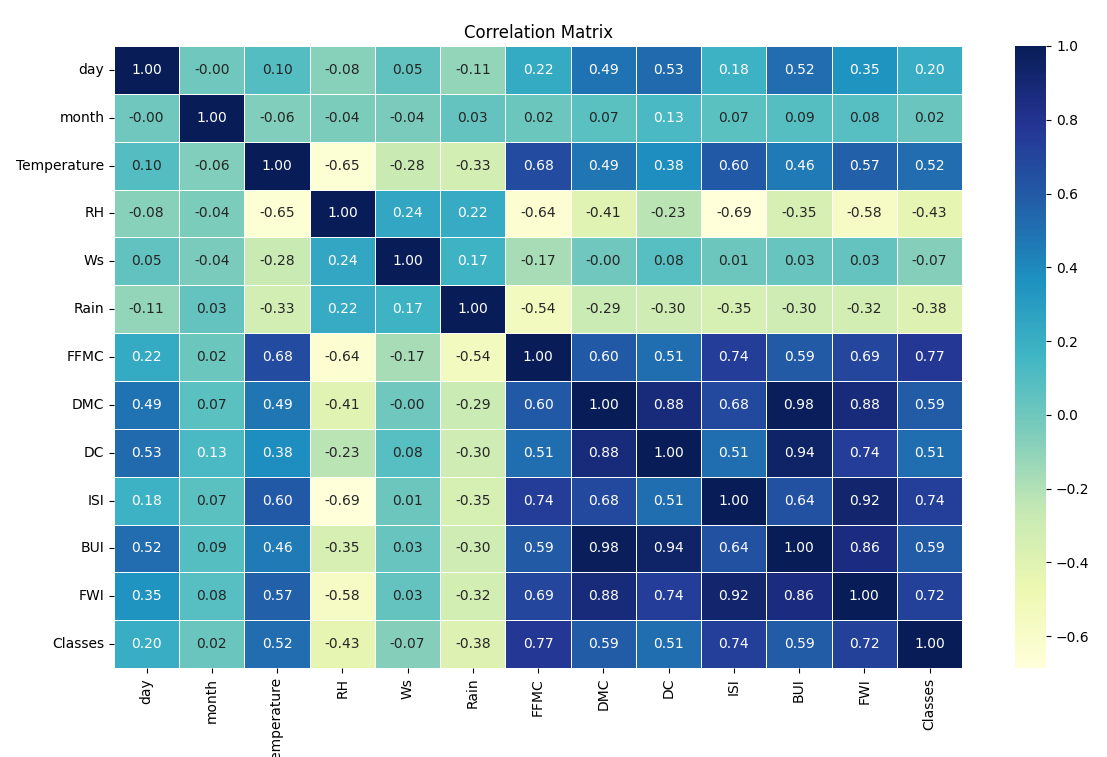 Correlation Matrix
day 1.00 -0.00 0.10 -0.08 0.05 -0.11 0.22 0.49 0.53 0.18 0.52 0.35 0.20
month -0.00 1.00 -0.06 -0.04 -0.04 0.03 0.02 0.07 0.13 0.07 0.09 0.08 0.02
Temperature 0.10 -0.06 1.00 -0.65 -0.28 -0.33 0.68 0.49 0.38 0.60 0.46 0.57 0.52
RH -0.08 -0.04 -0.65 1.00 0.24 0.22 -0.64 -0.41 -0.23 -0.69 -0.35 -0.58 -0.43
Ws 0.05 -0.04 -0.28 0.24 1.00 0.17 -0.17 -0.00 0.08 0.01 0.03 0.03 -0.07
Rain -0.11 0.03 -0.33 0.22 0.17 1.00 -0.54 -0.29 -0.30 -0.35 -0.30 -0.32 -0.38
FFMC 0.22 0.02 0.68 -0.64 -0.17 -0.54 1.00 0.60 0.51 0.74 0.59 0.69 0.77
DMC 0.49 0.07 0.49 -0.41 -0.00 -0.29 0.60 1.00 0.88 0.68 0.98 0.88 0.59
DC 0.53 0.13 0.38 -0.23 0.08 -0.30 0.51 0.88 1.00 0.51 0.94 0.74 0.51
ISI 0.18 0.07 0.60 -0.69 0.01 -0.35 0.74 0.68 0.51 1.00 0.64 0.92 0.74
BUI 0.52 0.09 0.46 -0.35 0.03 -0.30 0.59 0.98 0.94 0.64 1.00 0.86 0.59
FWI 0.35 0.08 0.57 -0.58 0.03 -0.32 0.69 0.88 0.74 0.92 0.86 1.00 0.72
Classes 0.20 0.02 0.52 -0.43 -0.07 -0.38 0.77 0.59 0.51 0.74 0.59 0.72 1.00
day month emperature RH Ws Rain FFMC DMC DC ISI BUI FWI Classes
1.0
0.8
0.6
0.4
0.2
0.0
−0.2
−0.4
−0.6